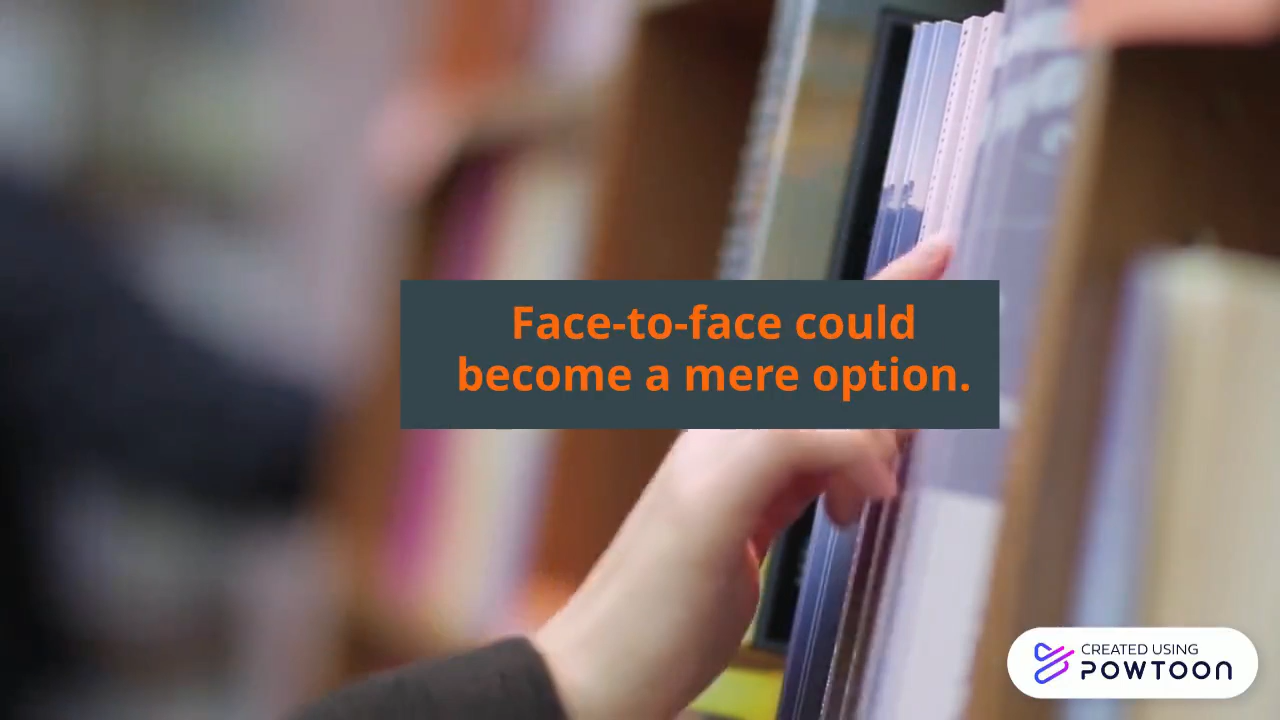 Face-to-face could
become a mere option.
CREATED USING
POWTOON